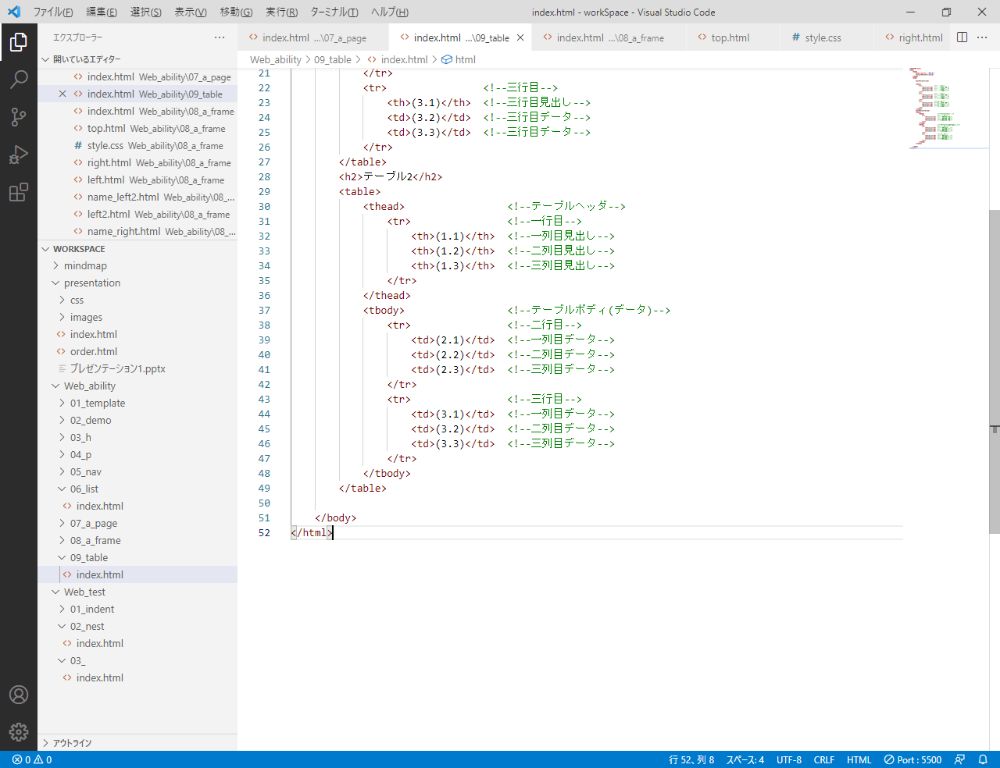 ファイル(F) 編集(E) 選択(S) 表示(V) 移動(G) 実行(R) ターミナル(T) ヘルプ(H) index.html - workSpace - Visual Studio Code
エクスプローラー
index.html ...\07_a_page index.html ...\09_table index.html ...\08_a_frame top.html style.css right.html
開いているエディター
index.html Web_ability\07_a_page
index.html Web_ability\09_table
index.html Web_ability\08_a_frame
top.html Web_ability\08_a_frame
style.css Web_ability\08_a_frame
right.html Web_ability\08_a_frame
left.html Web_ability\08_a_frame
name_left2.html Web_ability\08_...
left2.html Web_ability\08_a_frame
name_right.html Web_ability\08_...
WORKSPACE
mindmap
presentation
css
images
index.html
order.html
プレゼンテーション1.pptx
Web_ability
01_template
02_demo
03_h
04_p
05_nav
06_list
index.html
07_a_page
08_a_frame
09_table
index.html
Web_test
01_indent
02_nest
index.html
03_
index.html
アウトライン
Web_ability > 09_table > index.html > html
21 </tr>
22 <tr> <!--三行目-->
23 <th>(3.1)</th> <!--三行目見出し-->
24 <td>(3.2)</td> <!--三行目データ-->
25 <td>(3.3)</td> <!--三行目データ-->
26 </tr>
27 </table>
28 <h2>テーブル2</h2>
29 <table>
30 <thead> <!--テーブルヘッダ-->
31 <tr> <!--一行目-->
32 <th>(1.1)</th> <!--一列目見出し-->
33 <th>(1.2)</th> <!--二列目見出し-->
34 <th>(1.3)</th> <!--三列目見出し-->
35 </tr>
36 </thead>
37 <tbody> <!--テーブルボディ(データ)-->
38 <tr> <!--二行目-->
39 <td>(2.1)</td> <!--一列目データ-->
40 <td>(2.2)</td> <!--二列目データ-->
41 <td>(2.3)</td> <!--三列目データ-->
42 </tr>
43 <tr> <!--三行目-->
44 <td>(3.1)</td> <!--一列目データ-->
45 <td>(3.2)</td> <!--二列目データ-->
46 <td>(3.3)</td> <!--三列目データ-->
47 </tr>
48 </tbody>
49 </table>
50
51 </body>
52 </html>
0 0 行 52、列 8 スペース: 4 UTF-8 CRLF HTML Port : 5500